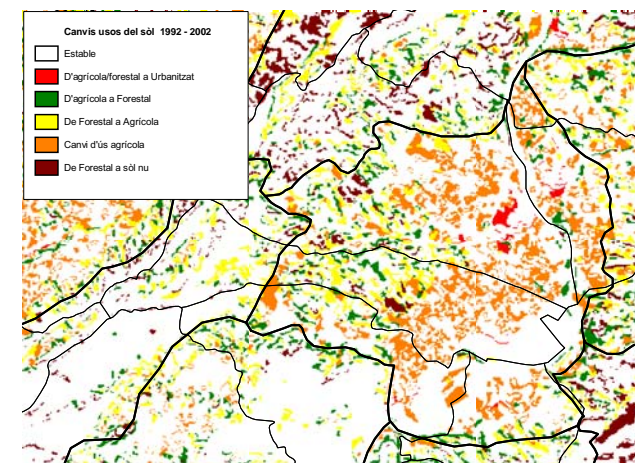 Canvis usos del sòl 1992 - 2002
Estable
D'agrícola/forestal a Urbanitzat
D'agrícola a Forestal
De Forestal a Agrícola
Canvi d'ús agrícola
De Forestal a sòl nu